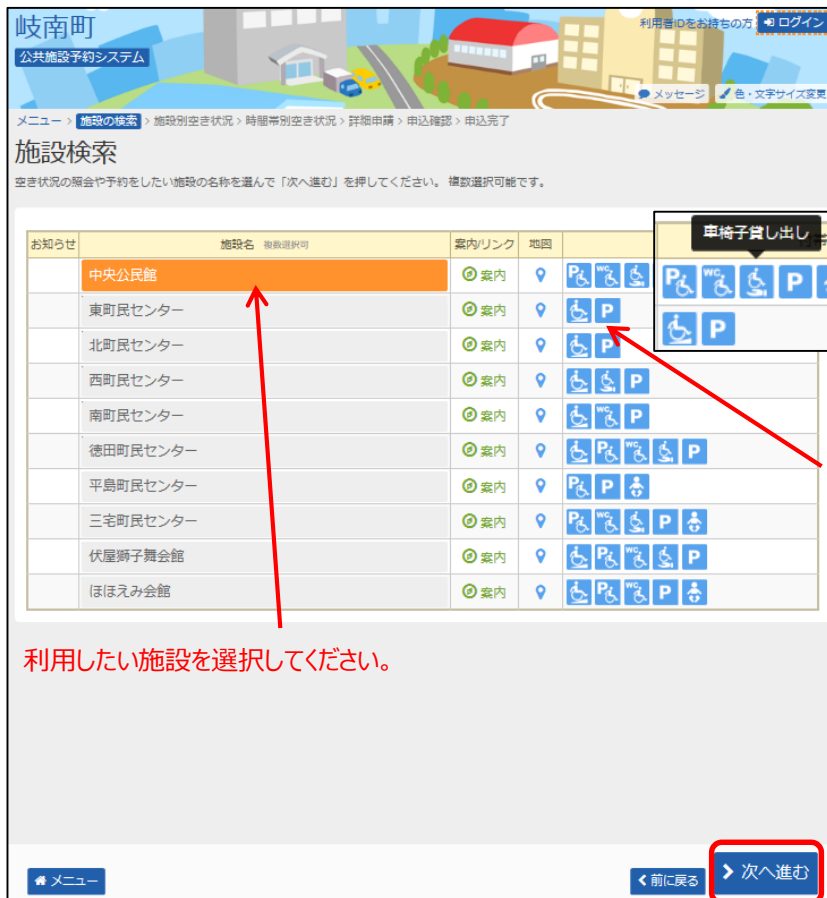 岐南町
利用者IDをお持ちの方 ログイン
公共施設予約システム
メッセージ 色・文字サイズ変更
メニュー > 施設の検索 > 施設別空き状況 > 時間帯別空き状況 > 詳細申請 > 申込確認 > 申込完了
施設検索
空き状況の照会や予約をしたい施設の名称を選んで「次へ進む」を押してください。 複数選択可能です。
お知らせ 施設名 複数選択可 案内/リンク 地図
車椅子貸し出し
中央公民館 案内 P WC P
東町民センター 案内 P
P
北町民センター 案内 P
西町民センター 案内 P
南町民センター 案内 WC P
徳田町民センター 案内 P WC P
平島町民センター 案内 P P
三宅町民センター 案内 P WC P
伏屋獅子舞会館 案内 P WC P
ほほえみ会館 案内 P WC P
利用したい施設を選択してください。
メニュー 前に戻る 次へ進む